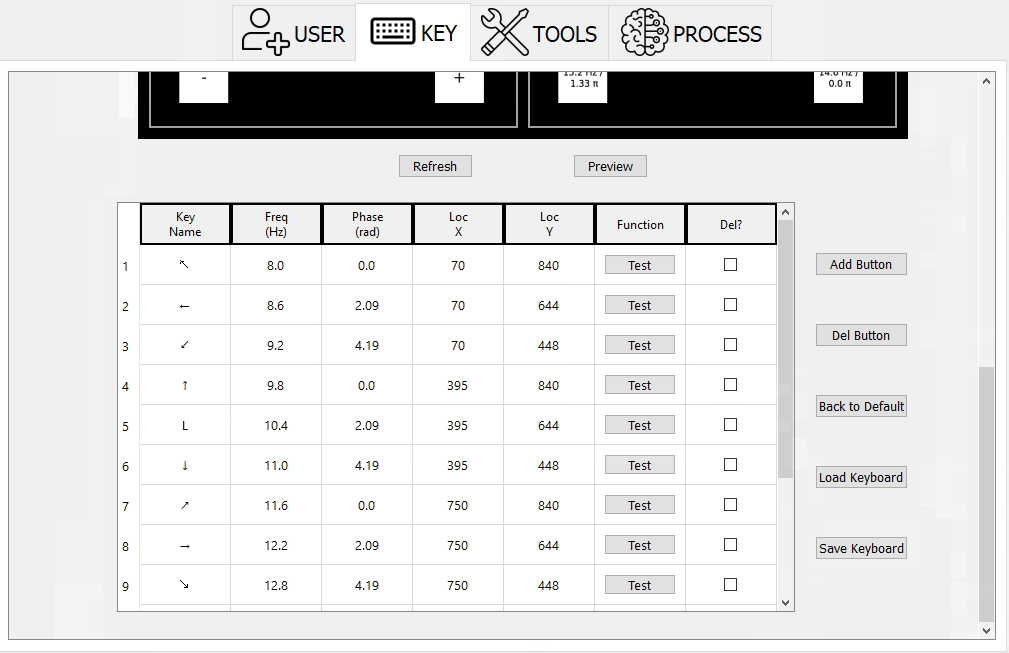 USER KEY TOOLS PROCESS
- + 13.2 Hz / 14.6 Hz /
1.33 π 0.0 π
Refresh Preview
Key Name Freq (Hz) Phase (rad) Loc X Loc Y Function Del?
1 ↖ 8.0 0.0 70 840 Test
Add Button
2 ← 8.6 2.09 70 644 Test
Del Button
3 ↙ 9.2 4.19 70 448 Test
4 ↑ 9.8 0.0 395 840 Test
Back to Default
5 L 10.4 2.09 395 644 Test
6 ↓ 11.0 4.19 395 448 Test
Load Keyboard
7 ↗ 11.6 0.0 750 840 Test
8 → 12.2 2.09 750 644 Test
Save Keyboard
9 ↘ 12.8 4.19 750 448 Test